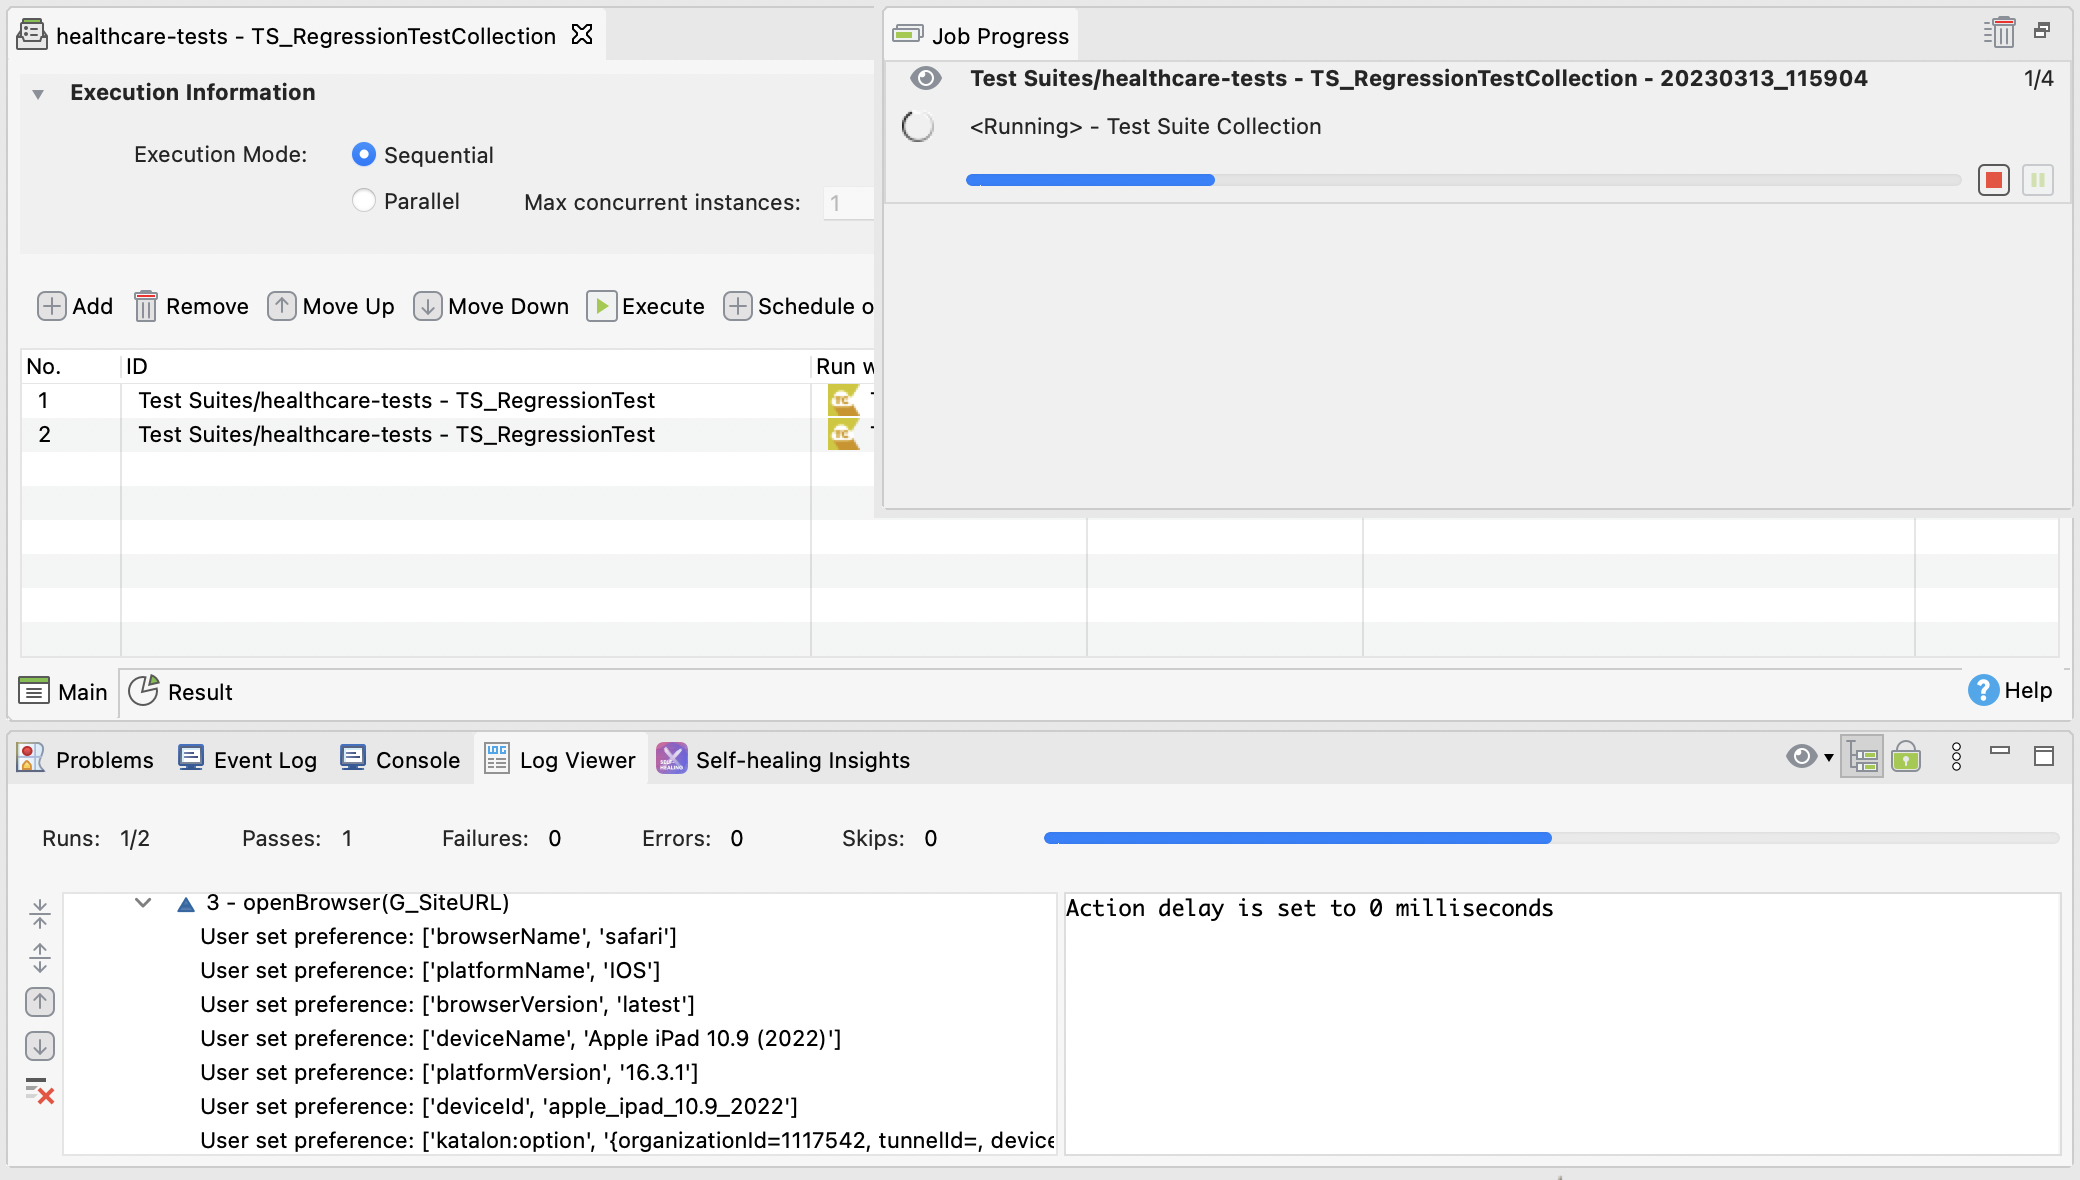 healthcare-tests - TS_RegressionTestCollection
Execution Information
Execution Mode:
Sequential
Parallel
Max concurrent instances:
1
Add
Remove
Move Up
Move Down
Execute
Schedule o
No.
ID
Run w
1
Test Suites/healthcare-tests - TS_RegressionTest
TC
2
Test Suites/healthcare-tests - TS_RegressionTest
TC
Job Progress
Test Suites/healthcare-tests - TS_RegressionTestCollection - 20230313_115904
1/4
<Running> - Test Suite Collection
Main
Result
Help
Problems
Event Log
Console
LOG
Log Viewer
SELF-HEALING
Self-healing Insights
Runs: 1/2
Passes: 1
Failures: 0
Errors: 0
Skips: 0
3 - openBrowser(G_SiteURL)
User set preference: ['browserName', 'safari']
User set preference: ['platformName', 'IOS']
User set preference: ['browserVersion', 'latest']
User set preference: ['deviceName', 'Apple iPad 10.9 (2022)']
User set preference: ['platformVersion', '16.3.1']
User set preference: ['deviceId', 'apple_ipad_10.9_2022']
User set preference: ['katalon:option', '{organizationId=1117542, tunnelId=, device
Action delay is set to 0 milliseconds